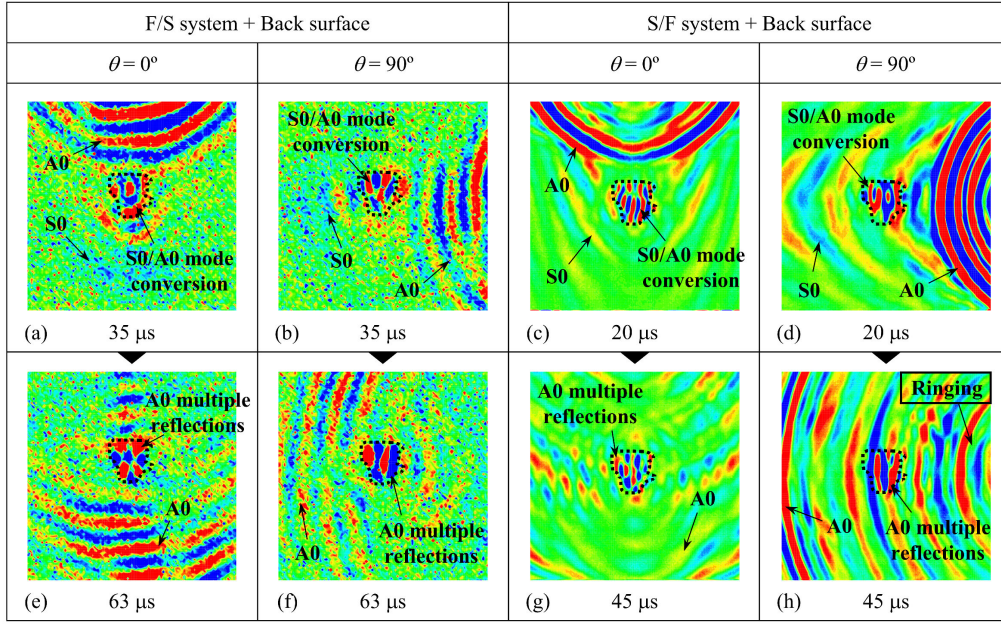 F/S system + Back surface
S/F system + Back surface
θ = 0º
θ = 90º
θ = 0º
θ = 90º
A0
S0
S0/A0 mode
conversion
(a)
35 μs
S0/A0 mode
conversion
S0
A0
(b)
35 μs
A0
S0
S0/A0 mode
conversion
(c)
20 μs
S0/A0 mode
conversion
S0
A0
(d)
20 μs
A0 multiple
reflections
A0
(e)
63 μs
A0
A0 multiple
reflections
(f)
63 μs
A0 multiple
reflections
A0
(g)
45 μs
Ringing
A0
A0 multiple
reflections
(h)
45 μs